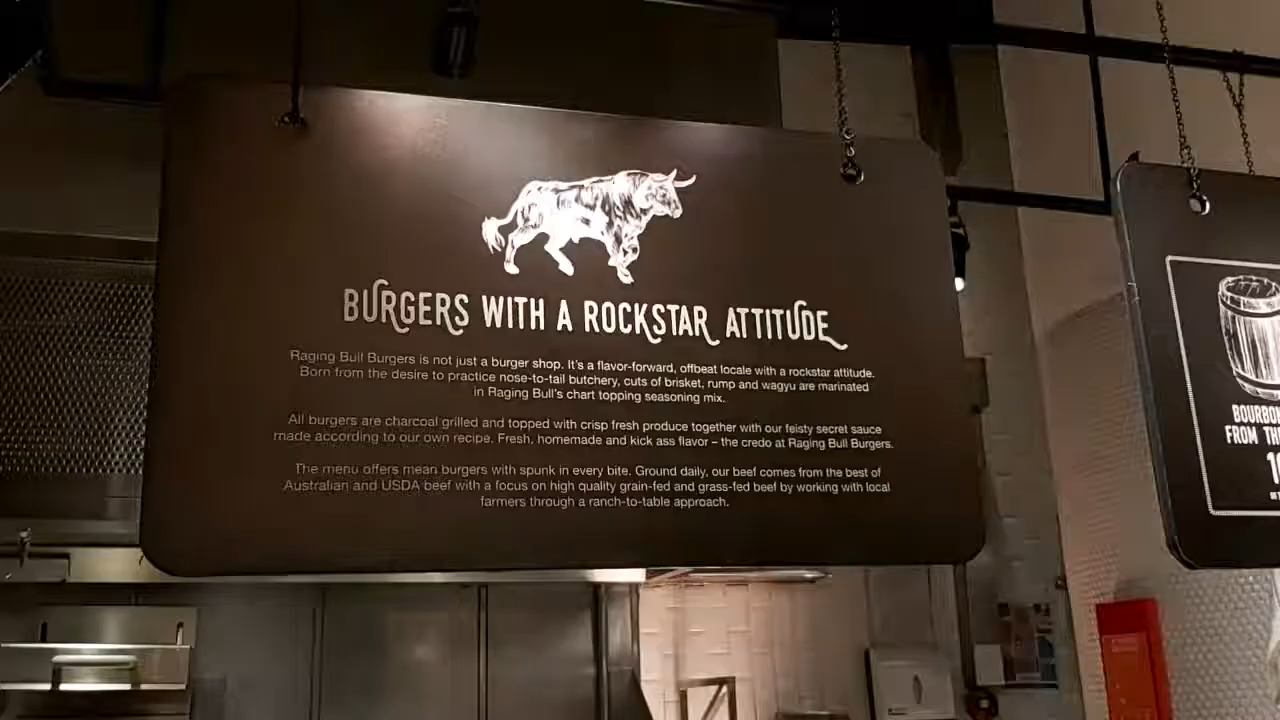 BURGERS WITH A ROCKSTAR ATTITUDE
Raging Bull Burgers is not just a burger shop. It's a flavor-forward, offbeat locale with a rockstar attitude.
Born from the desire to practice nose-to-tail butchery, cuts of brisket, rump and wagyu are marinated
in Raging Bull's chart topping seasoning mix.
All burgers are charcoal grilled and topped with crisp fresh produce together with our feisty secret sauce
made according to our own recipe. Fresh, homemade and kick ass flavor – the credo at Raging Bull Burgers.
The menu offers mean burgers with spunk in every bite. Ground daily, our beef comes from the best of
Australian and USDA beef with a focus on high quality grain-fed and grass-fed beef by working with local
farmers through a ranch-to-table approach.
FROM